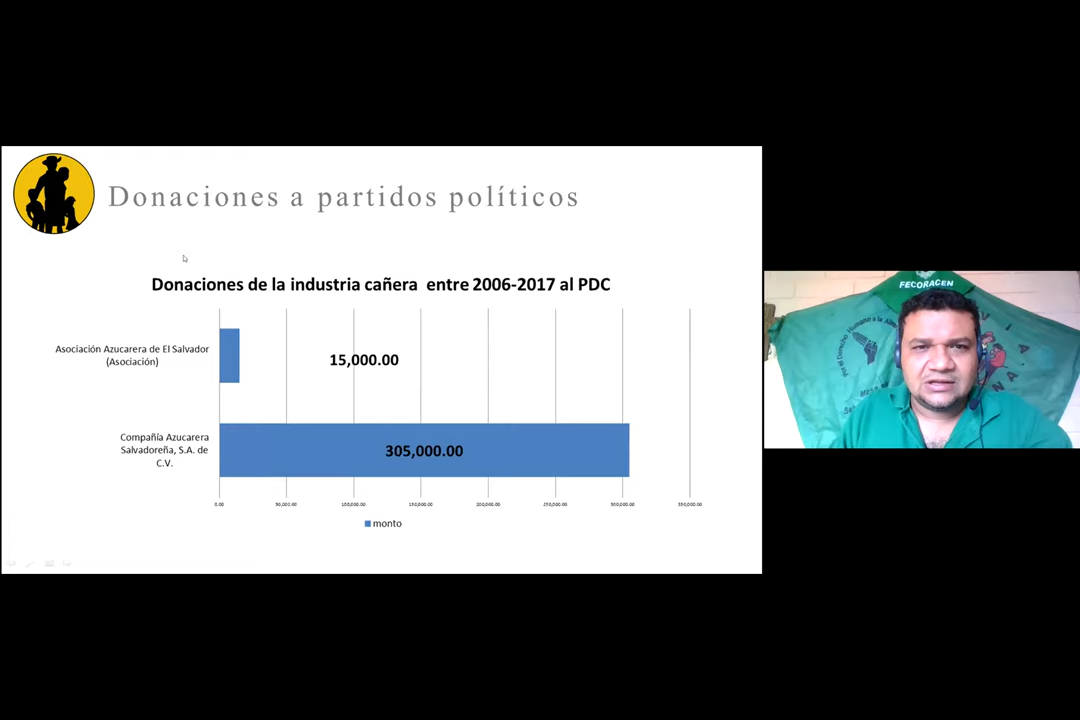 Donaciones a partidos políticos
Donaciones de la industria cañera entre 2006-2017 al PDC
Asociación Azucarera de El Salvador
(Asociación)
15,000.00
Compañía Azucarera
Salvadoreña, S.A. de
C.V.
305,000.00
0.00 50,000.00 100,000.00 150,000.00 200,000.00 250,000.00 300,000.00 350,000.00
monto
FECORACEN